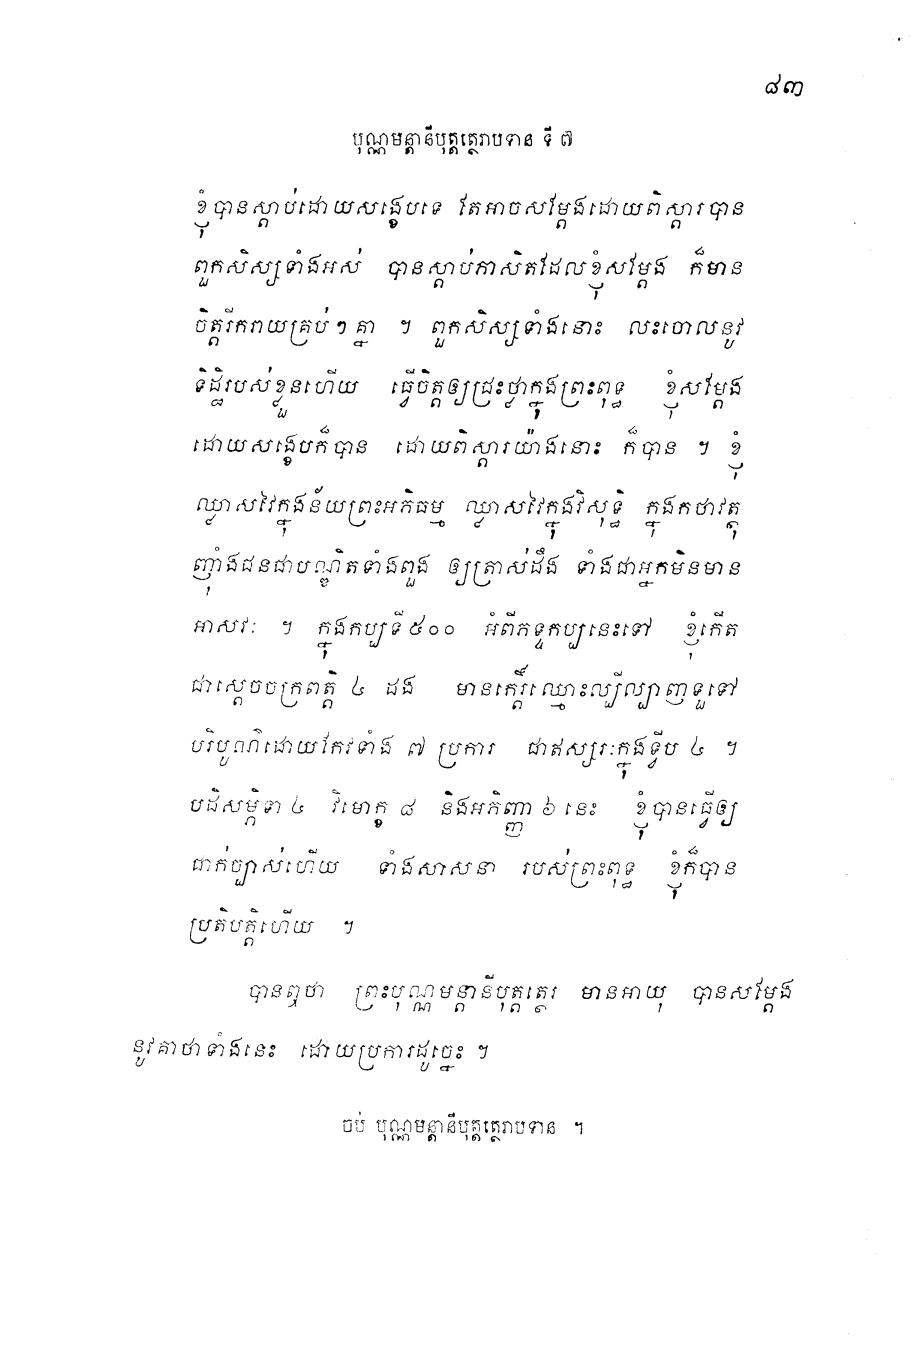 ៨៣
បុណ្ណមន្តានីបុត្តត្ថេរាបទាន ទី ៧
ខ្ញុំបានស្តាប់ដោយសង្ខេបទេ តែអាចសម្តែងដោយពិស្តារបាន
ពួកសិស្សទាំងអស់ បានស្តាប់ភាសិតដែលខ្ញុំសម្តែង ក៏មាន
ចិត្តរីករាយគ្រប់ៗគ្នា ។ ពួកសិស្សទាំងនោះ លះចោលនូវ
ទិដ្ឋិរបស់ខ្លួនហើយ ធ្វើចិត្តឲ្យជ្រះថ្លាក្នុងព្រះពុទ្ធ ខ្ញុំសម្តែង
ដោយសង្ខេបក៏បាន ដោយពិស្តារយ៉ាងនោះ ក៏បាន ។ ខ្ញុំ
ឈ្លាសវៃក្នុងន័យព្រះអភិធម្ម ឈ្លាសវៃក្នុងវិសុទ្ធិ ក្នុងកថាវត្ថុ
ញ៉ាំងជនជាបណ្ឌិតទាំងពួង ឲ្យត្រាស់ដឹង ទាំងជាអ្នកមិនមាន
អាសវៈ ។ ក្នុងកប្បទី ៥០០ អំពីភទ្ទកប្បនេះទៅ ខ្ញុំកើត
ជាស្តេចចក្រពត្តិ ៤ ដង មានកេរ្តិ៍ឈ្មោះល្បីល្បាញទួទៅ
បរិបូណ៌ដោយកែវទាំង ៧ ប្រការ ជាឥស្សរៈក្នុងទ្វីប ៤ ។
បដិសម្ភិទា ៤ វិមោក្ខ ៨ និងអភិញ្ញា ៦ នេះ ខ្ញុំបានធ្វើឲ្យ
ជាក់ច្បាស់ហើយ ទាំងសាសនា របស់ព្រះពុទ្ធ ខ្ញុំក៏បាន
ប្រតិបត្តិហើយ ។
បានឮថា ព្រះបុណ្ណមន្តានីបុត្តត្ថេរ មានអាយុ បានសម្តែង
នូវគាថាទាំងនេះ ដោយប្រការដូច្នេះ ។
ចប់ បុណ្ណមន្តានីបុត្តត្ថេរាបទាន ។